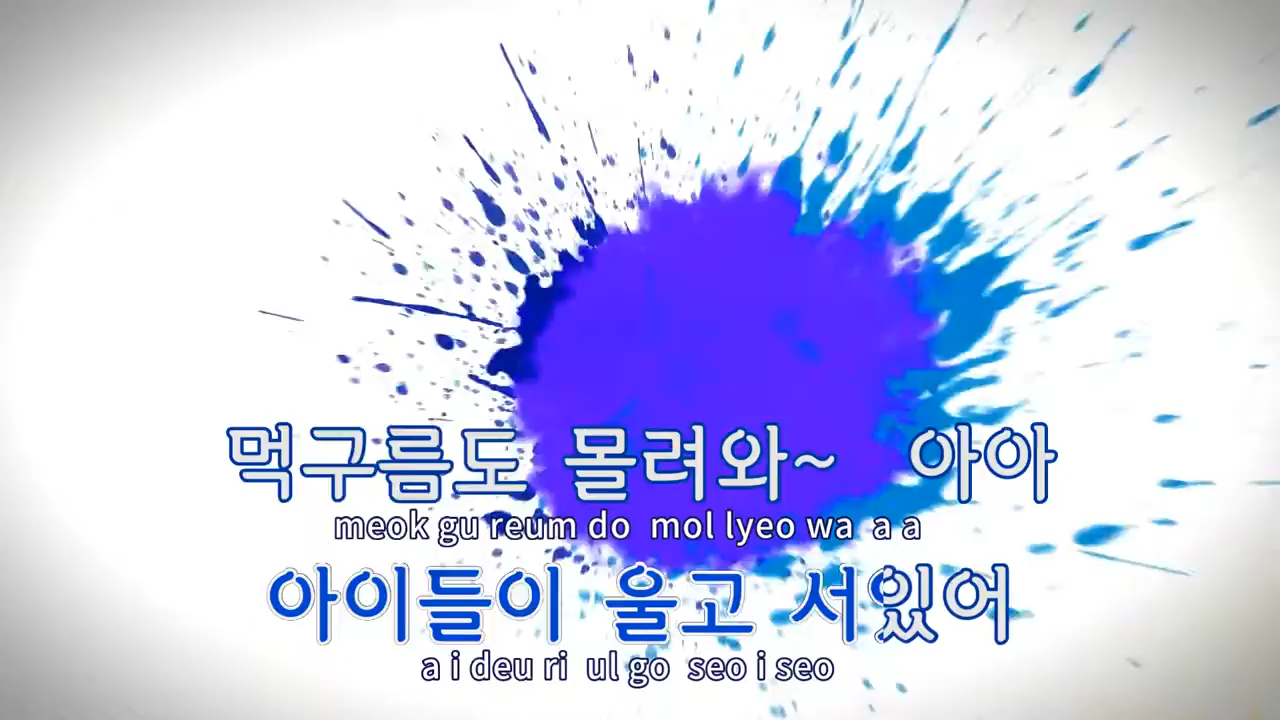 먹구름도 몰려와~ 아아
meok gu reum do mol lyeo wa a a
아이들이 울고 서있어
a i deu ri ul go seo i seo